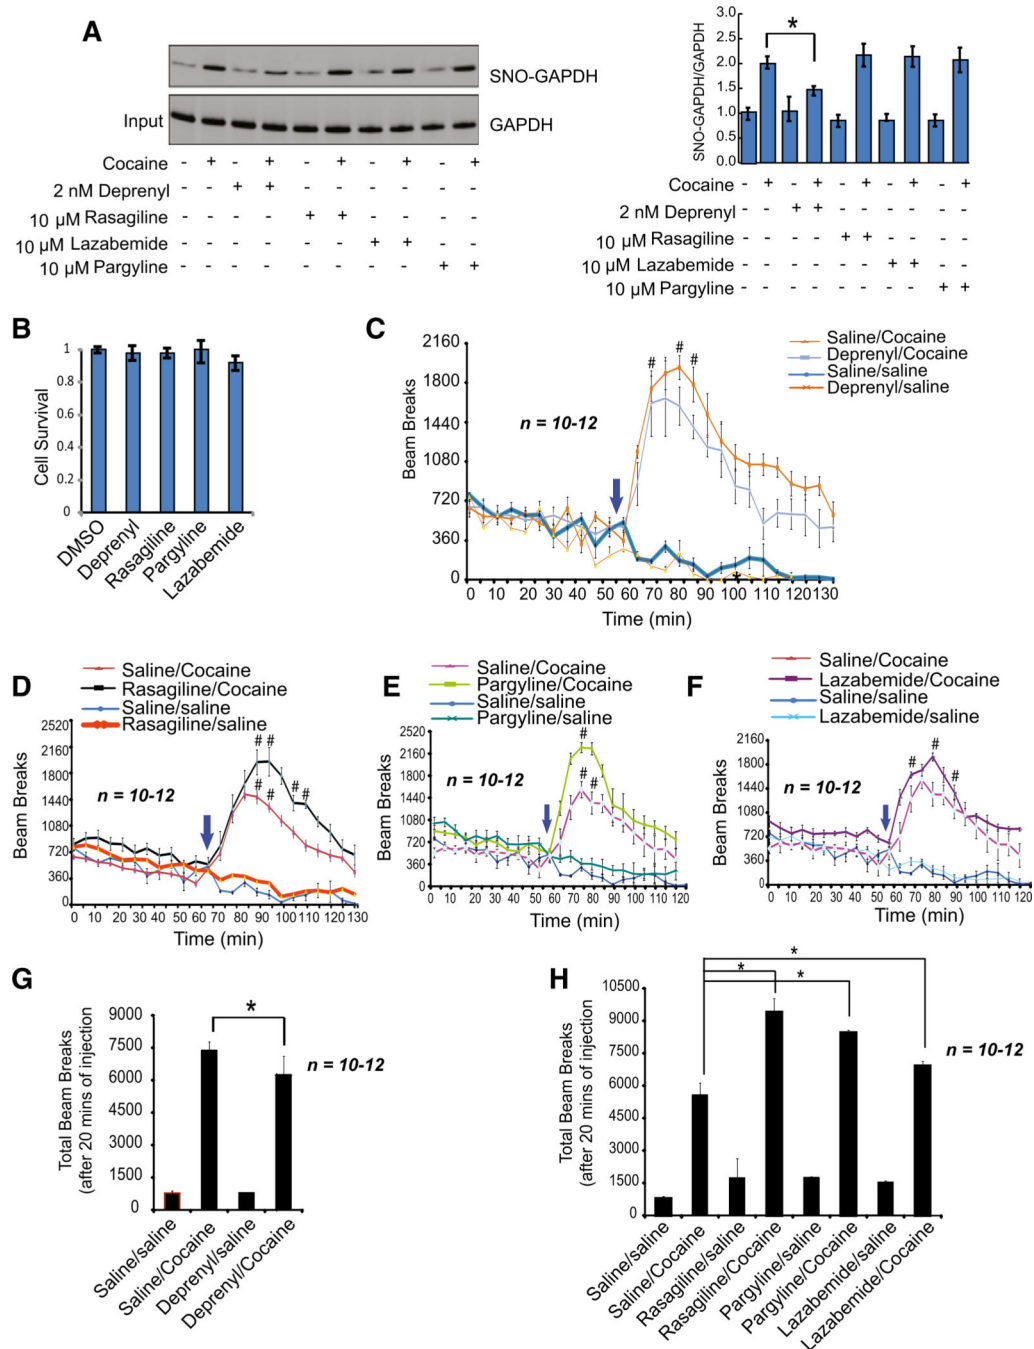 A
SNO-GAPDH
Input
GAPDH
Cocaine - + - + - + - + - +
2 nM Deprenyl - - + + - - - - - -
10 µM Rasagiline - - - - + + - - - -
10 µM Lazabemide - - - - - - + + - -
10 µM Pargyline - - - - - - - - + +
SNO-GAPDH/GAPDH
3.0
2.5
2.0
1.5
1.0
0.5
0.0
*
Cocaine - + - + - + - + - +
2 nM Deprenyl - - + + - - - - - -
10 µM Rasagiline - - - - + + - - - -
10 µM Lazabemide - - - - - - + + - -
10 µM Pargyline - - - - - - - - + +
B
Cell Survival
1
0.8
0.6
0.4
0.2
0
DMSO
Deprenyl
Rasagiline
Pargyline
Lazabemide
C
Saline/Cocaine
Deprenyl/Cocaine
Saline/saline
Deprenyl/saline
Beam Breaks
2160
1800
1440
1080
720
360
0
n = 10-12
# # #
*
0 10 20 30 40 50 60 70 80 90 100 110 120 130
Time (min)
D
Saline/Cocaine
Rasagiline/Cocaine
Saline/saline
Rasagiline/saline
Beam Breaks
2520
2160
1800
1440
1080
720
360
0
n = 10-12
# #
# #
# #
0 10 20 30 40 50 60 70 80 90 100 110 120 130
Time (min)
E
Saline/Cocaine
Pargyline/Cocaine
Saline/saline
Pargyline/saline
Beam Breaks
2520
2160
1800
1440
1080
720
360
0
n = 10-12
#
# #
0 10 20 30 40 50 60 70 80 90 100 110 120
Time (min)
F
Saline/Cocaine
Lazabemide/Cocaine
Saline/saline
Lazabemide/saline
Beam Breaks
2160
1800
1440
1080
720
360
0
n = 10-12
# # #
0 10 20 30 40 50 60 70 80 90 100 110 120
Time (min)
G
Total Beam Breaks
(after 20 mins of injection
9000
7500
6000
4500
3000
1500
0
*
n = 10-12
Saline/saline
Saline/Cocaine
Deprenyl/saline
Deprenyl/Cocaine
H
Total Beam Breaks
(after 20 mins of injection
10500
9000
7500
6000
4500
3000
1500
0
*
*
*
n = 10-12
Saline/saline
Saline/Cocaine
Rasagiline/saline
Rasagiline/Cocaine
Pargyline/saline
Pargyline/Cocaine
Lazabemide/saline
Lazabemide/Cocaine